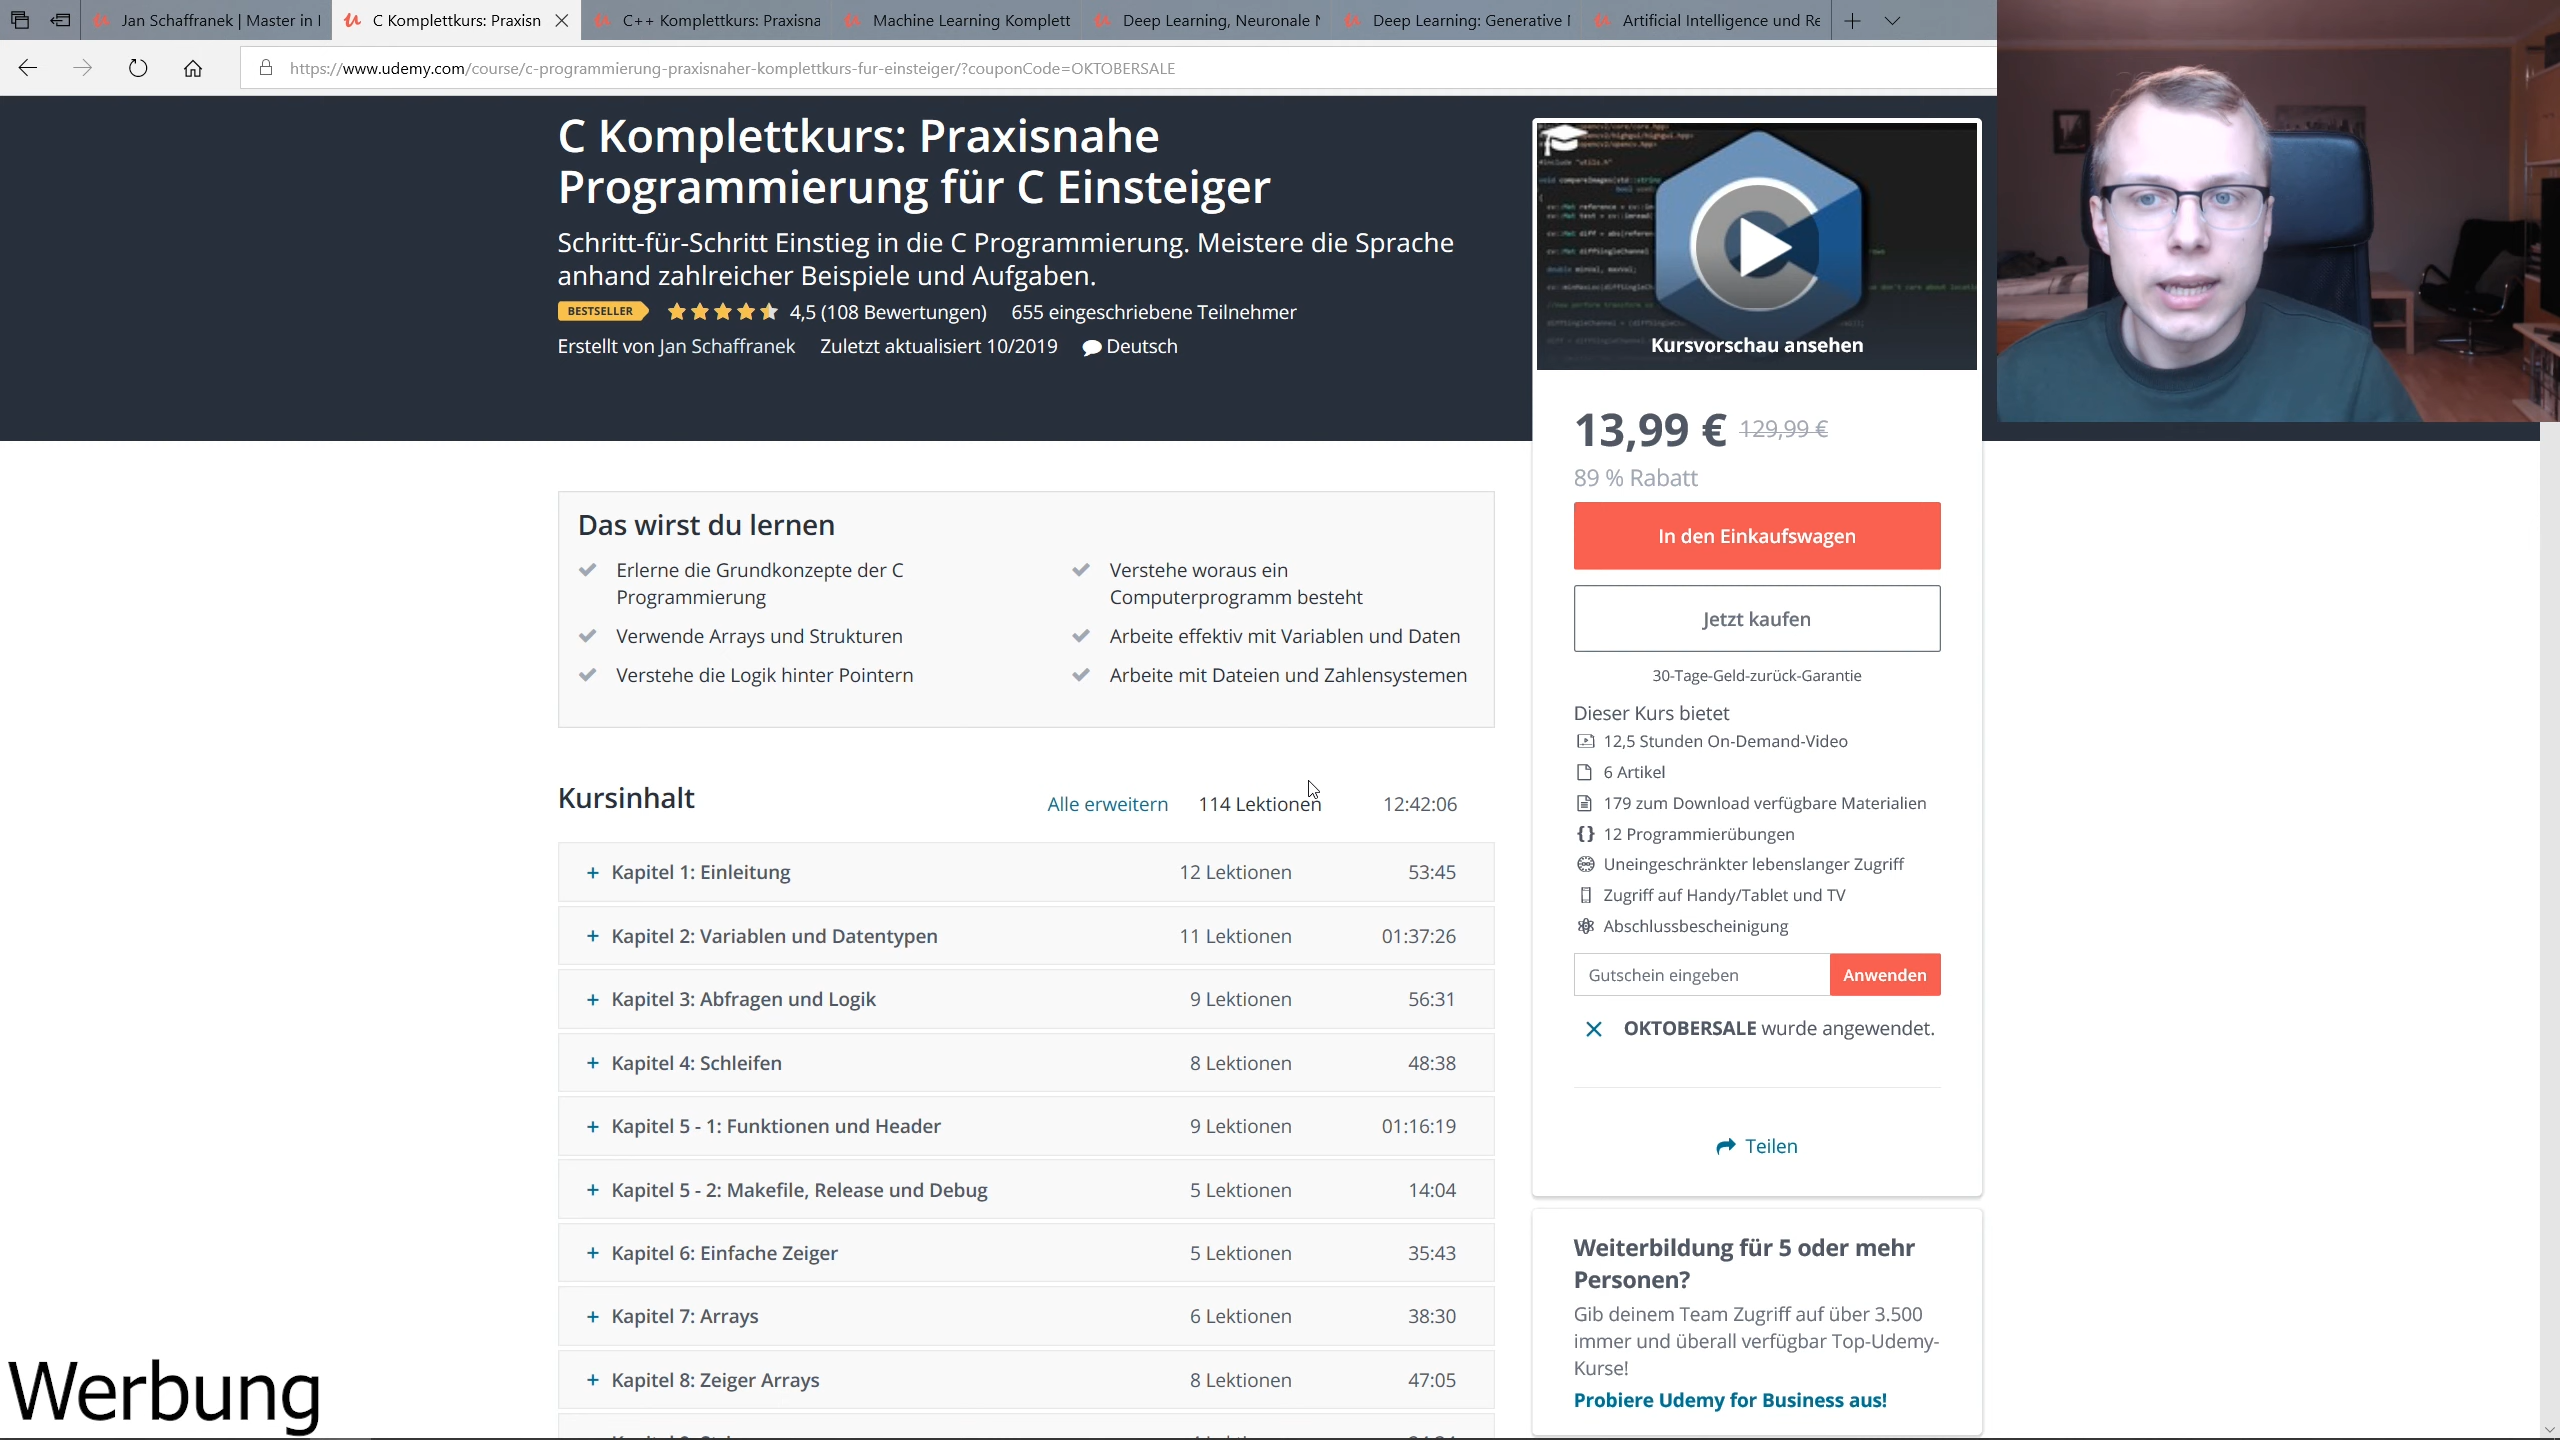 Jan Schaffranek | Master in I
C Komplettkurs: Praxisn
C++ Komplettkurs: Praxisna
Machine Learning Komplett
Deep Learning, Neuronale N
Deep Learning: Generative I
Artificial Intelligence und Re
https://www.udemy.com/course/c-programmierung-praxisnaher-komplettkurs-fur-einsteiger/?couponCode=OKTOBERSALE
C Komplettkurs: Praxisnahe
Programmierung für C Einsteiger
Schritt-für-Schritt Einstieg in die C Programmierung. Meistere die Sprache
anhand zahlreicher Beispiele und Aufgaben.
BESTSELLER 4,5 (108 Bewertungen) 655 eingeschriebene Teilnehmer
Erstellt von Jan Schaffranek Zuletzt aktualisiert 10/2019 Deutsch
Kursvorschau ansehen
13,99 € 129,99 €
89 % Rabatt
In den Einkaufswagen
Jetzt kaufen
30-Tage-Geld-zurück-Garantie
Dieser Kurs bietet
12,5 Stunden On-Demand-Video
6 Artikel
179 zum Download verfügbare Materialien
{} 12 Programmierübungen
Uneingeschränkter lebenslanger Zugriff
Zugriff auf Handy/Tablet und TV
Abschlussbescheinigung
Gutschein eingeben Anwenden
OKTOBERSALE wurde angewendet.
Teilen
Weiterbildung für 5 oder mehr
Personen?
Gib deinem Team Zugriff auf über 3.500
immer und überall verfügbar Top-Udemy-
Kurse!
Probiere Udemy for Business aus!
Das wirst du lernen
Erlerne die Grundkonzepte der C
Programmierung
Verstehe woraus ein
Computerprogramm besteht
Verwende Arrays und Strukturen
Arbeite effektiv mit Variablen und Daten
Verstehe die Logik hinter Pointern
Arbeite mit Dateien und Zahlensystemen
Kursinhalt Alle erweitern 114 Lektionen 12:42:06
+ Kapitel 1: Einleitung 12 Lektionen 53:45
+ Kapitel 2: Variablen und Datentypen 11 Lektionen 01:37:26
+ Kapitel 3: Abfragen und Logik 9 Lektionen 56:31
+ Kapitel 4: Schleifen 8 Lektionen 48:38
+ Kapitel 5 - 1: Funktionen und Header 9 Lektionen 01:16:19
+ Kapitel 5 - 2: Makefile, Release und Debug 5 Lektionen 14:04
+ Kapitel 6: Einfache Zeiger 5 Lektionen 35:43
+ Kapitel 7: Arrays 6 Lektionen 38:30
+ Kapitel 8: Zeiger Arrays 8 Lektionen 47:05
Werbung